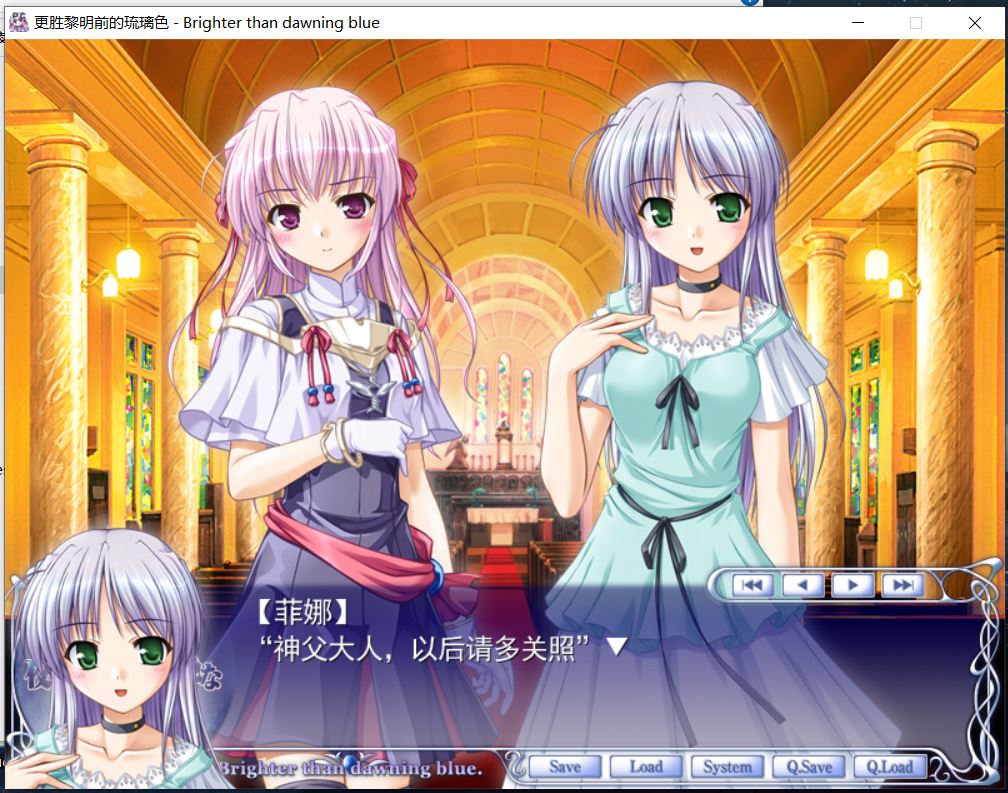 更胜黎明前的琉璃色 - Brighter than dawning blue
【菲娜】
“神父大人，以后请多关照”
Brighter than dawning blue.
Save
Load
System
Q.Save
Q.Load